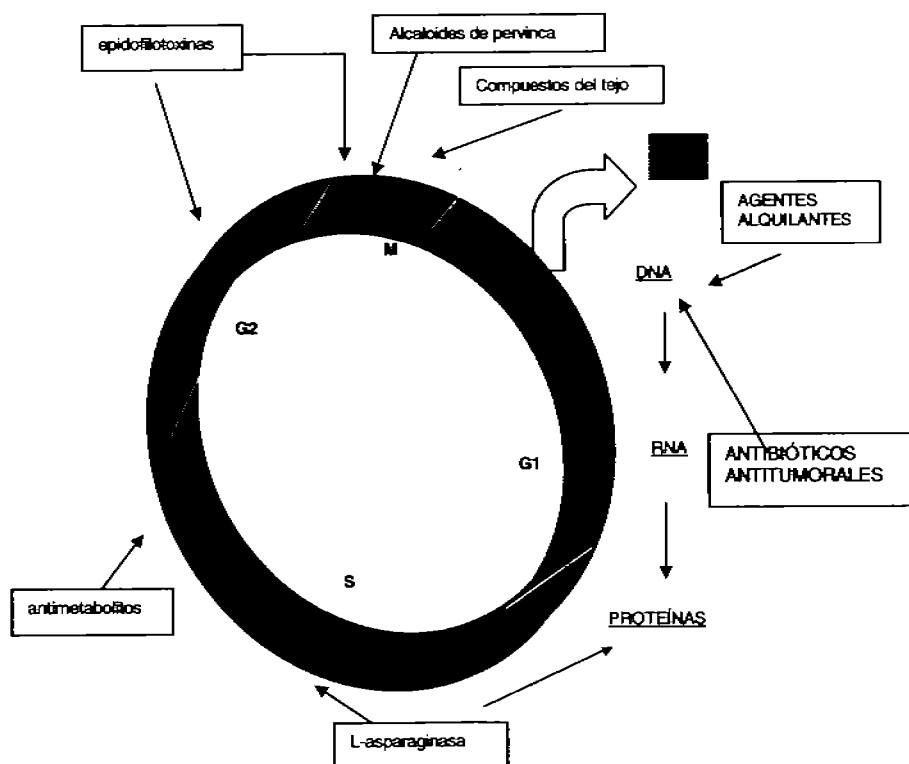 epidofilotoxinas
Alcaloides de pervinca
Compuestos del tejo
AGENTES
ALQUILANTES
M
DNA
G2
RNA
ANTIBIÓTICOS
ANTITUMORALES
G1
S
antimetabolitos
PROTEÍNAS
L-asparaginasa